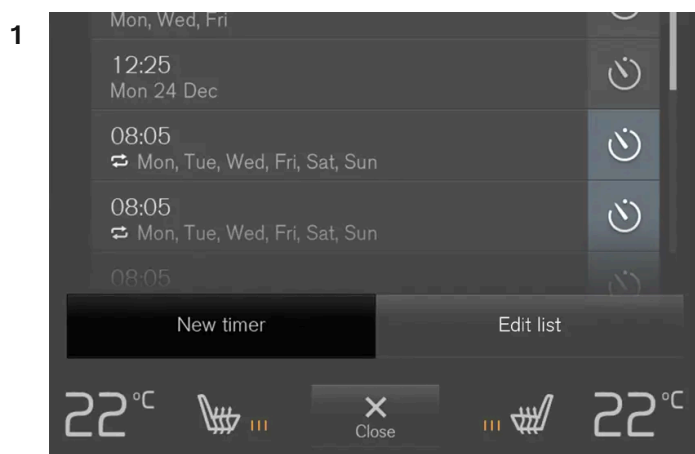 1
Mon, Wed, Fri
12:25
Mon 24 Dec
08:05
Mon, Tue, Wed, Fri, Sat, Sun
08:05
Mon, Tue, Wed, Fri, Sat, Sun
08:05
New timer Edit list
22°C 22°C
Close